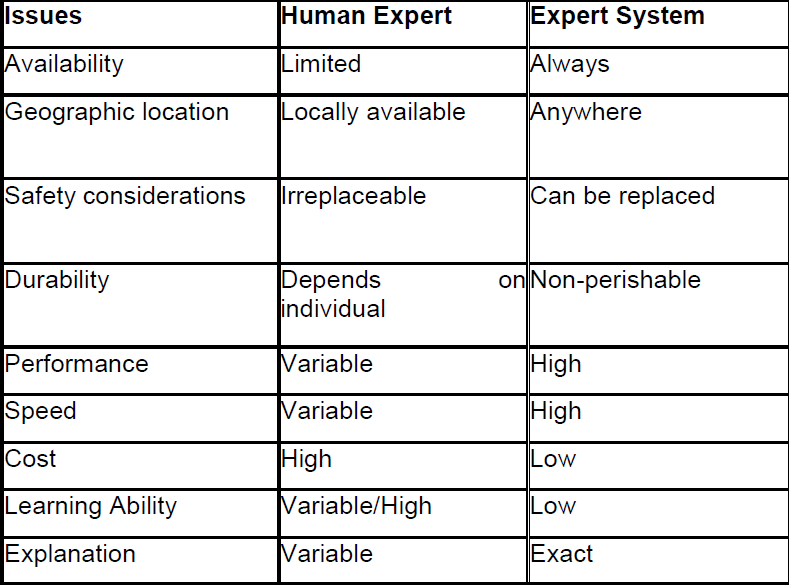 Issues Human Expert Expert System
Availability Limited Always
Geographic location Locally available Anywhere
Safety considerations Irreplaceable Can be replaced
Durability Depends on Non-perishable
individual
Performance Variable High
Speed Variable High
Cost High Low
Learning Ability Variable/High Low
Explanation Variable Exact